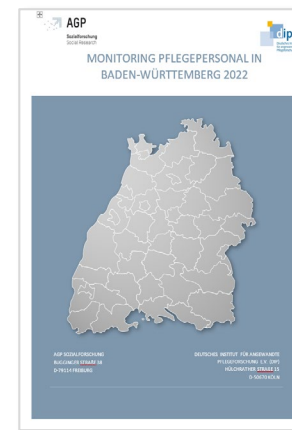 AGP
Sozialforschung
Social Research
dip
MONITORING PFLEGEPERSONAL IN
BADEN-WÜRTTEMBERG 2022
AGP SOZIALFORSCHUNG
BUGGINGER STRAßE 38
D-79114 FREIBURG
DEUTSCHES INSTITUT FÜR ANGEWANDTE
PFLEGEFORSCHUNG E.V. (DIP)
HÜLCHRATHER STRAßE 15
D-50670 KÖLN